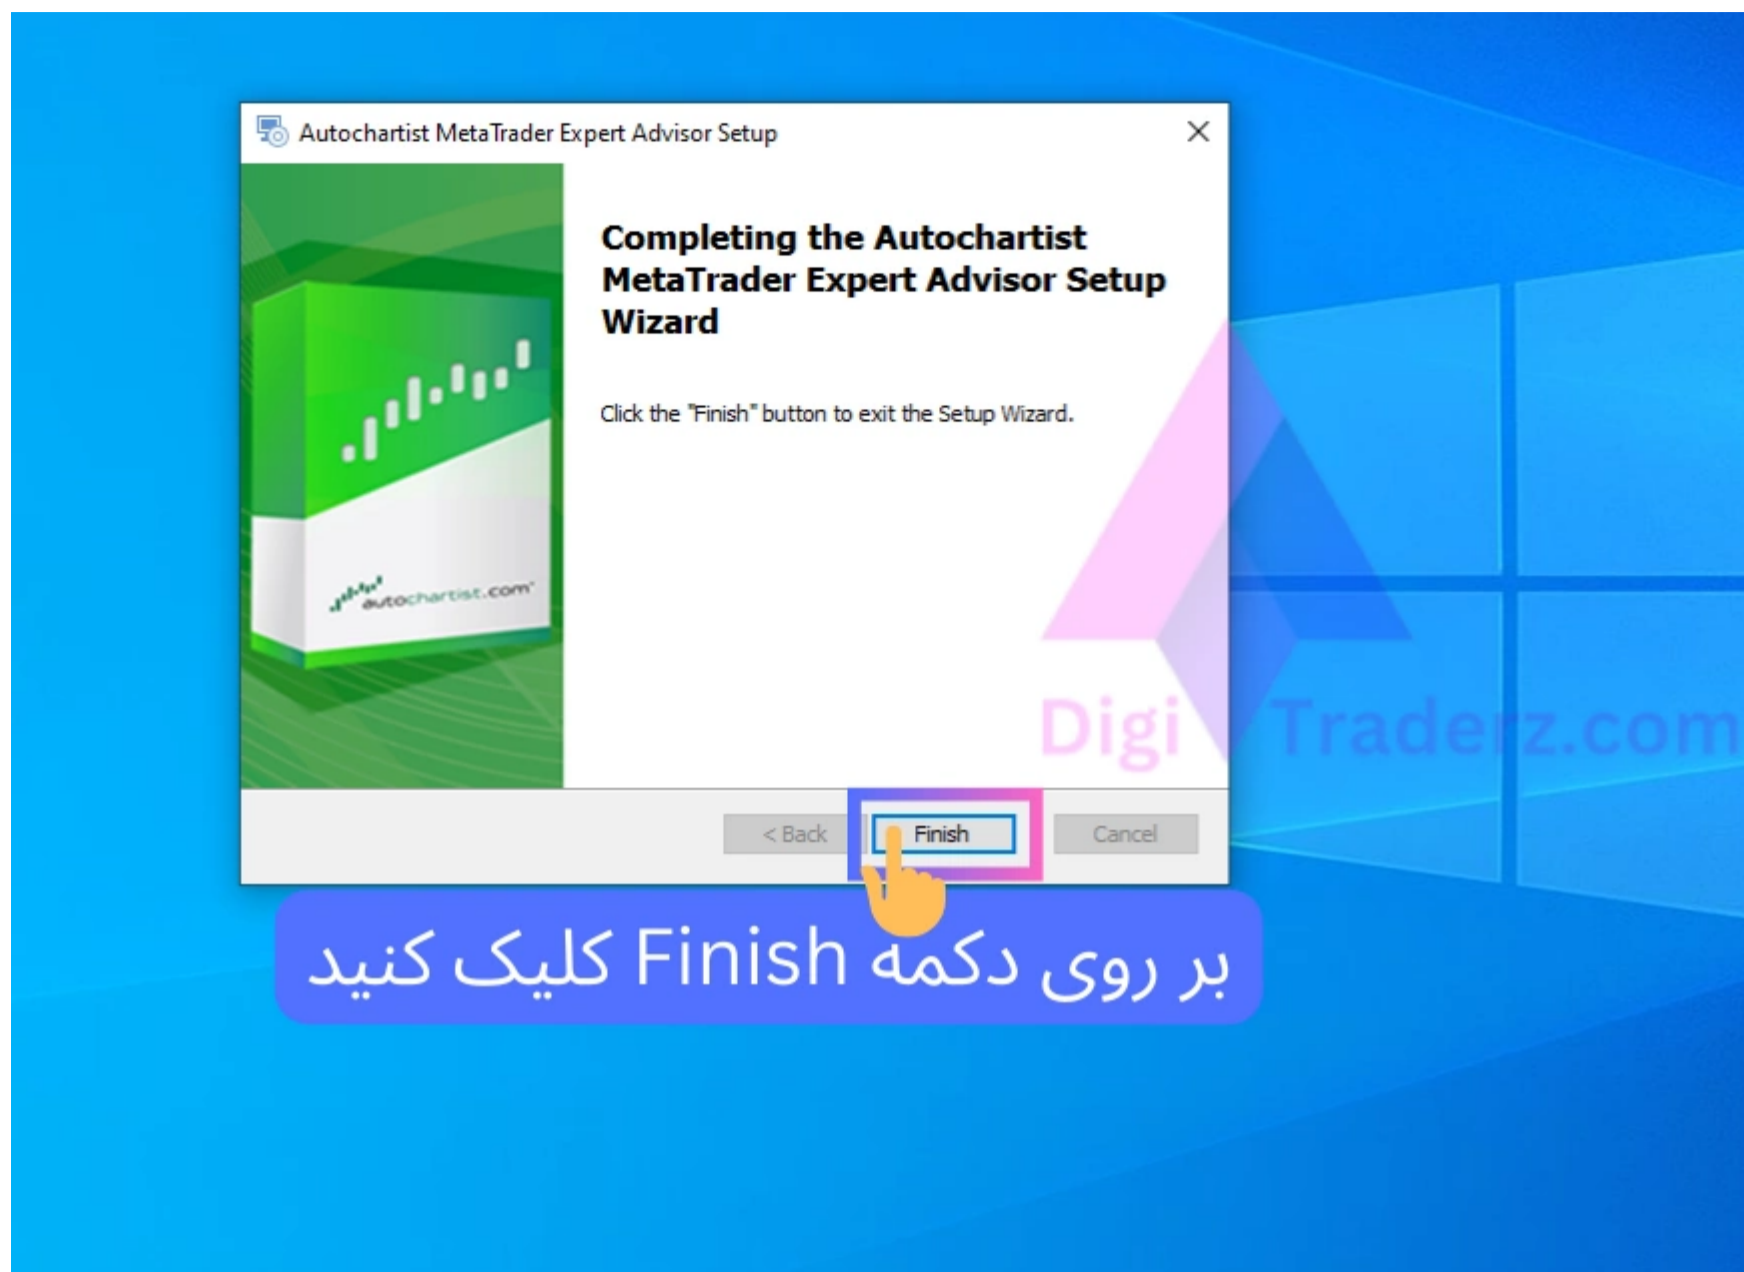 Autochartist MetaTrader Expert Advisor Setup
Completing the Autochartist
MetaTrader Expert Advisor Setup
Wizard
Click the "Finish" button to exit the Setup Wizard.
autochartist.com
Digi Traderz.com
< Back
Finish
Cancel
بر روی دکمه Finish کلیک کنید